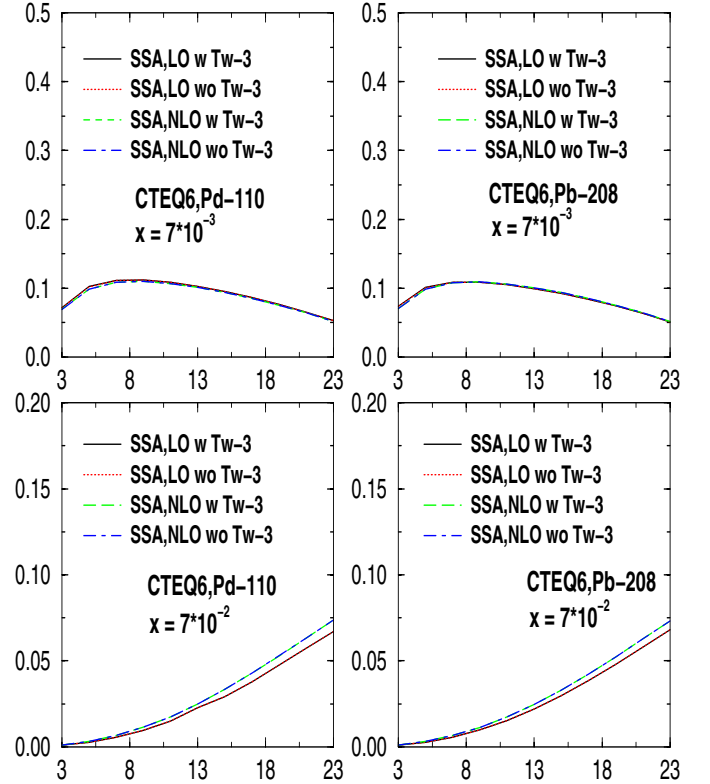 0.5
0.4
0.3
0.2
0.1
0.0
SSA,LO w Tw−3
SSA,LO wo Tw−3
SSA,NLO w Tw−3
SSA,NLO wo Tw−3
CTEQ6,Pd−110
x = 7*10⁻³
3 8 13 18 23
0.5
0.4
0.3
0.2
0.1
0.0
SSA,LO w Tw−3
SSA,LO wo Tw−3
SSA,NLO w Tw−3
SSA,NLO wo Tw−3
CTEQ6,Pb−208
x = 7*10⁻³
3 8 13 18 23
0.20
0.15
0.10
0.05
0.00
SSA,LO w Tw−3
SSA,LO wo Tw−3
SSA,NLO w Tw−3
SSA,NLO wo Tw−3
CTEQ6,Pd−110
x = 7*10⁻²
3 8 13 18 23
0.20
0.15
0.10
0.05
0.00
SSA,LO w Tw−3
SSA,LO wo Tw−3
SSA,NLO w Tw−3
SSA,NLO wo Tw−3
CTEQ6,Pb−208
x = 7*10⁻²
3 8 13 18 23